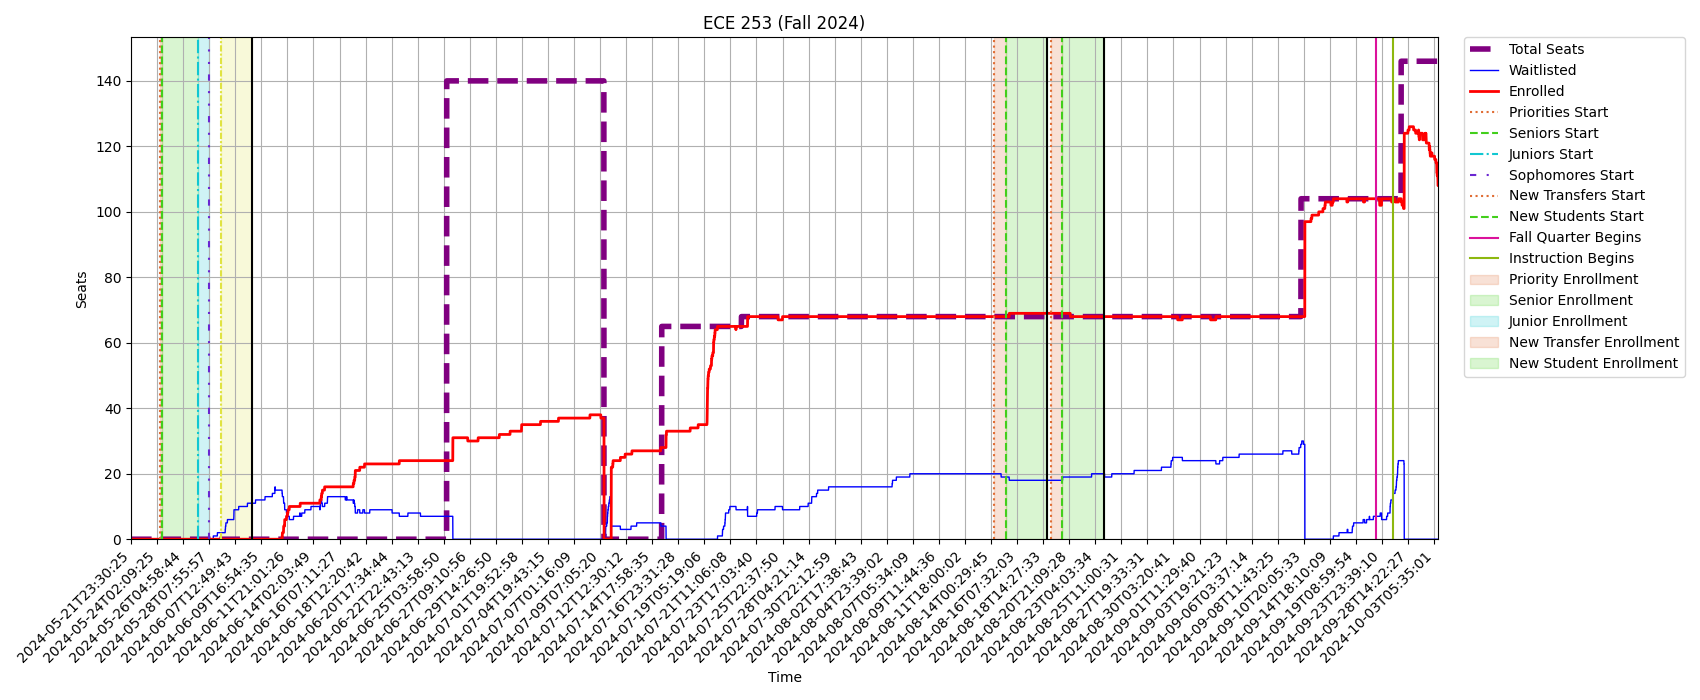 ECE 253 (Fall 2024)
Seats
140
120
100
80
60
40
20
0
2024-05-21T23:30:25
2024-05-24T02:09:25
2024-05-26T04:58:44
2024-05-28T07:55:57
2024-06-07T12:49:43
2024-06-09T16:54:35
2024-06-11T21:01:26
2024-06-14T02:03:49
2024-06-16T07:11:27
2024-06-18T12:20:42
2024-06-20T17:34:44
2024-06-22T22:43:13
2024-06-25T03:58:50
2024-06-27T09:10:56
2024-06-29T14:26:50
2024-07-01T19:52:58
2024-07-04T19:43:15
2024-07-07T01:16:09
2024-07-09T07:05:20
2024-07-12T12:30:12
2024-07-14T17:58:35
2024-07-16T23:31:28
2024-07-19T05:19:06
2024-07-21T11:06:08
2024-07-23T17:03:40
2024-07-25T22:37:50
2024-07-28T04:21:14
2024-07-30T22:12:59
2024-08-02T17:38:43
2024-08-04T23:39:02
2024-08-07T05:34:09
2024-08-09T11:44:36
2024-08-11T18:00:02
2024-08-14T00:29:45
2024-08-16T07:32:03
2024-08-18T14:27:33
2024-08-20T21:09:28
2024-08-23T04:03:34
2024-08-25T11:00:31
2024-08-27T19:33:31
2024-08-30T03:20:41
2024-09-01T11:29:40
2024-09-03T19:21:23
2024-09-06T03:37:14
2024-09-08T11:43:25
2024-09-10T20:05:33
2024-09-14T18:10:09
2024-09-19T08:59:54
2024-09-23T23:39:10
2024-09-28T14:22:27
2024-10-03T05:35:01
Time
Total Seats
Waitlisted
Enrolled
Priorities Start
Seniors Start
Juniors Start
Sophomores Start
New Transfers Start
New Students Start
Fall Quarter Begins
Instruction Begins
Priority Enrollment
Senior Enrollment
Junior Enrollment
New Transfer Enrollment
New Student Enrollment